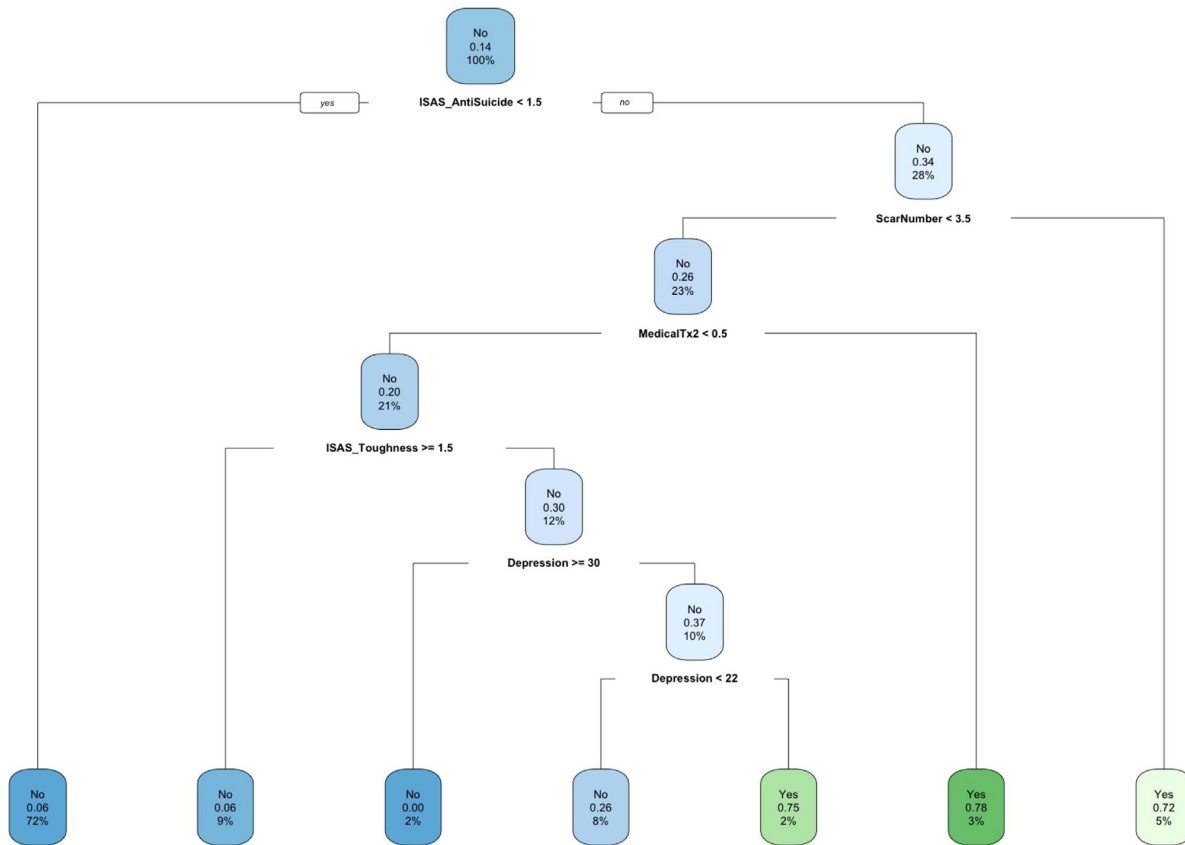 No
0.14
100%
yes
ISAS_AntiSuicide < 1.5
no
No
0.34
28%
ScarNumber < 3.5
No
0.26
23%
MedicalTx2 < 0.5
No
0.20
21%
ISAS_Toughness >= 1.5
No
0.30
12%
Depression >= 30
No
0.37
10%
Depression < 22
No
0.06
72%
No
0.06
9%
No
0.00
2%
No
0.26
8%
Yes
0.75
2%
Yes
0.78
3%
Yes
0.72
5%